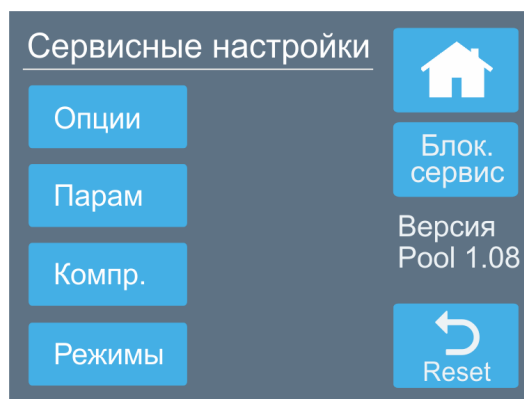 Сервисные настройки
Опции
Парам
Компр.
Режимы
Блок.
сервис
Версия
Pool 1.08
Reset